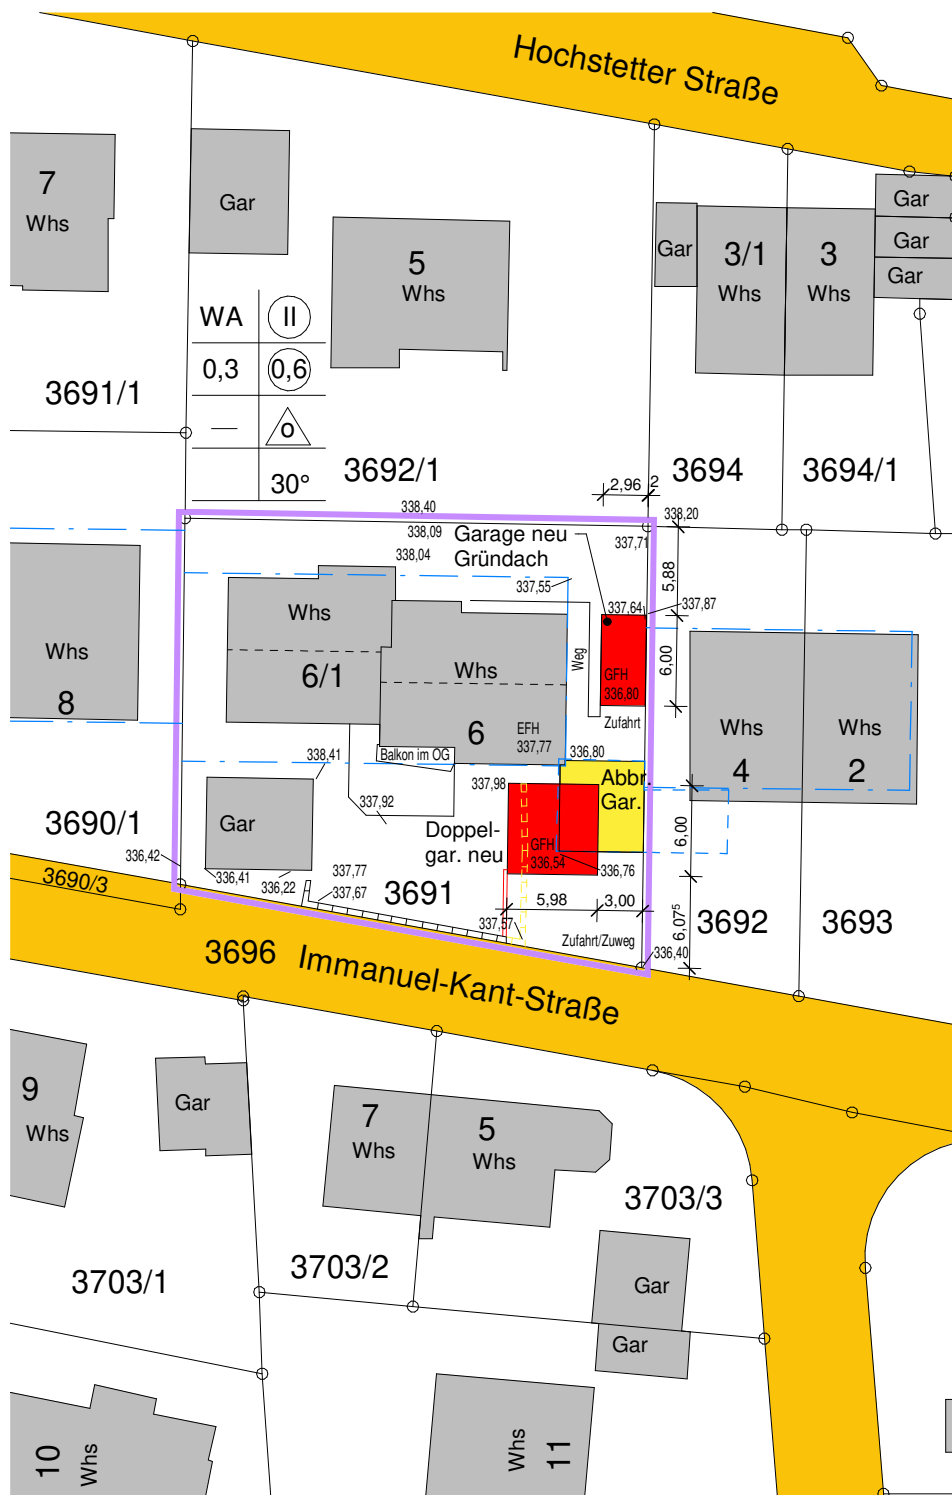 Hochstetter Straße
7
Whs
Gar
5
Whs
Gar
3/1
Whs
3
Whs
Gar
Gar
Gar
WA
II
0,3
0,6
—
o
30°
3691/1
3692/1
3694
3694/1
2,96
2
338,40
338,20
338,09
338,04
Garage neu
Gründach
337,71
337,55
5,88
337,64
337,87
Whs
6/1
Whs
6
EFH
337,77
Weg
GFH
336,80
6,00
Zufahrt
Whs
8
Whs
4
Whs
2
Balkon im OG
336,80
338,41
337,98
Abbr.
Gar.
337,92
Gar
Doppel-
gar. neu
GFH
336,54
6,00
3690/1
336,42
336,41
336,22
337,77
337,67
336,76
3690/3
3691
5,98
3,00
6,07⁵
3692
3693
337,57
Zufahrt/Zuweg
336,40
3696
Immanuel-Kant-Straße
9
Whs
Gar
7
Whs
5
Whs
3703/3
3703/1
3703/2
Gar
Gar
10
Whs
Whs
11